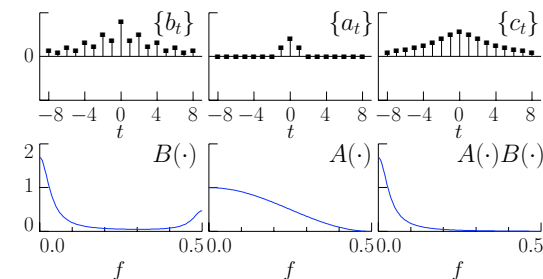 {b_t} {a_t} {c_t}
0
−8 −4 0 4 8 −8 −4 0 4 8 −8 −4 0 4 8
t t t
2 B(·) A(·) A(·)B(·)
1
0
0.0 0.5 0.0 0.5 0.0 0.5
f f f